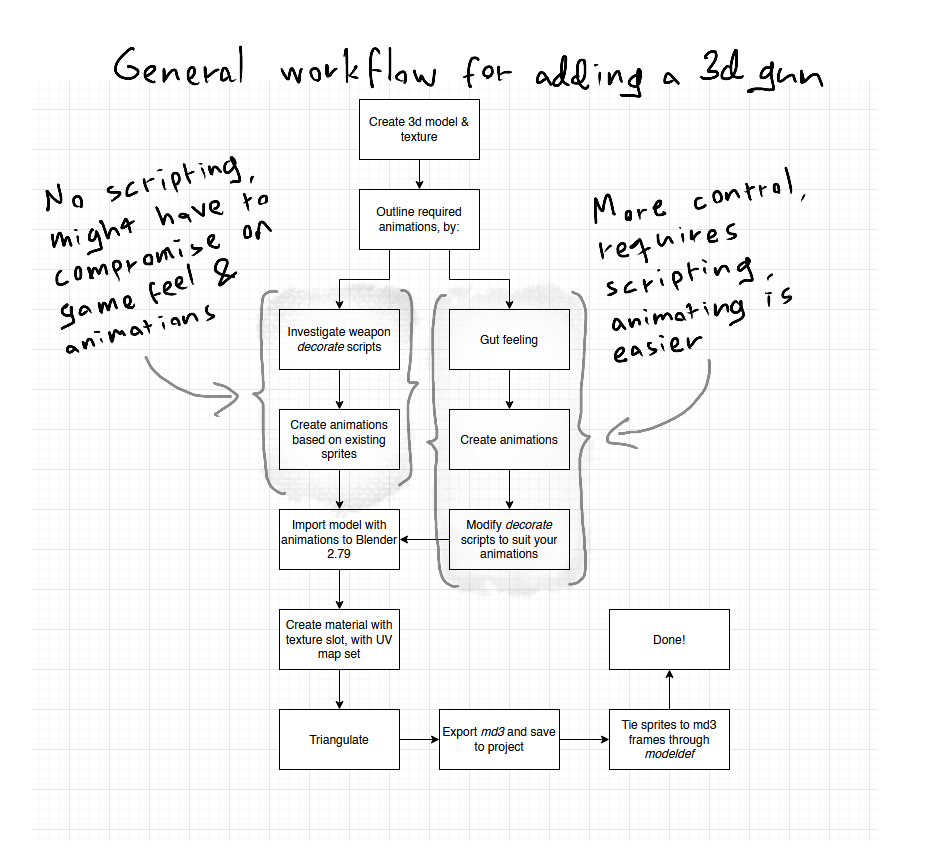 General workflow for adding a 3d gun
Create 3d model &
texture
Outline required
animations, by:
No scripting,
might have to
compromise on
game feel &
animations
More control,
requires
scripting,
animating is
easier
Investigate weapon
decorate scripts
Gut feeling
Create animations
based on existing
sprites
Create animations
Import model with
animations to Blender
2.79
Modify decorate
scripts to suit your
animations
Create material with
texture slot, with UV
map set
Done!
Triangulate
Export md3 and save
to project
Tie sprites to md3
frames through
modeldef